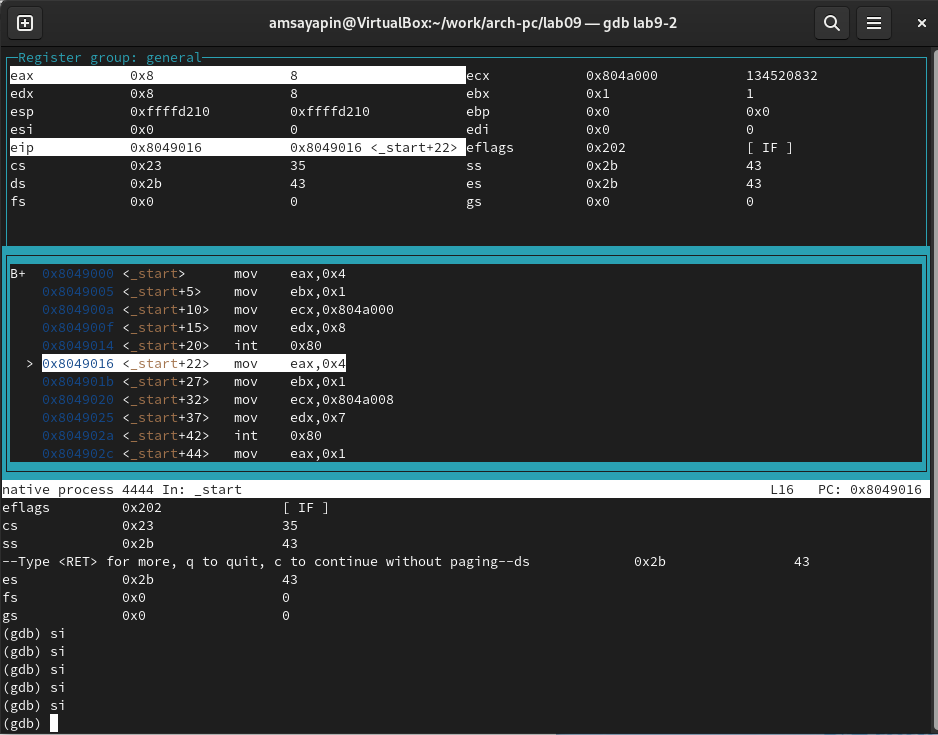 amsayapin@VirtualBox:~/work/arch-pc/lab09 — gdb lab9-2
Register group: general
eax 0x8 8 ecx 0x804a000 134520832
edx 0x8 8 ebx 0x1 1
esp 0xffffd210 0xffffd210 ebp 0x0 0x0
esi 0x0 0 edi 0x0 0
eip 0x8049016 0x8049016 <_start+22> eflags 0x202 [ IF ]
cs 0x23 35 ss 0x2b 43
ds 0x2b 43 es 0x2b 43
fs 0x0 0 gs 0x0 0
B+ 0x8049000 <_start> mov eax,0x4
0x8049005 <_start+5> mov ebx,0x1
0x804900a <_start+10> mov ecx,0x804a000
0x804900f <_start+15> mov edx,0x8
0x8049014 <_start+20> int 0x80
> 0x8049016 <_start+22> mov eax,0x4
0x804901b <_start+27> mov ebx,0x1
0x8049020 <_start+32> mov ecx,0x804a008
0x8049025 <_start+37> mov edx,0x7
0x804902a <_start+42> int 0x80
0x804902c <_start+44> mov eax,0x1
native process 4444 In: _start L16 PC: 0x8049016
eflags 0x202 [ IF ]
cs 0x23 35
ss 0x2b 43
--Type <RET> for more, q to quit, c to continue without paging--ds 0x2b 43
es 0x2b 43
fs 0x0 0
gs 0x0 0
(gdb) si
(gdb) si
(gdb) si
(gdb) si
(gdb) si
(gdb)